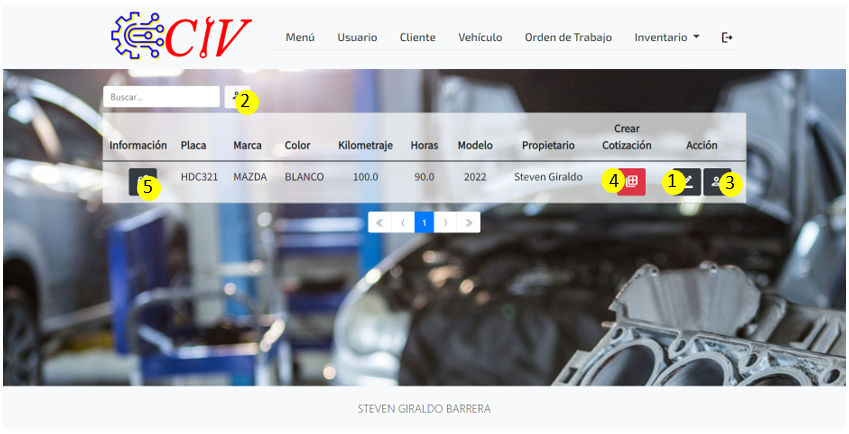 CIV
Menú Usuario Cliente Vehículo Orden de Trabajo Inventario
Buscar...
2
Información Placa Marca Color Kilometraje Horas Modelo Propietario Crear Cotización Acción
5 HDC321 MAZDA BLANCO 100.0 90.0 2022 Steven Giraldo 4 1 3
« ‹ 1 › »
STEVEN GIRALDO BARRERA